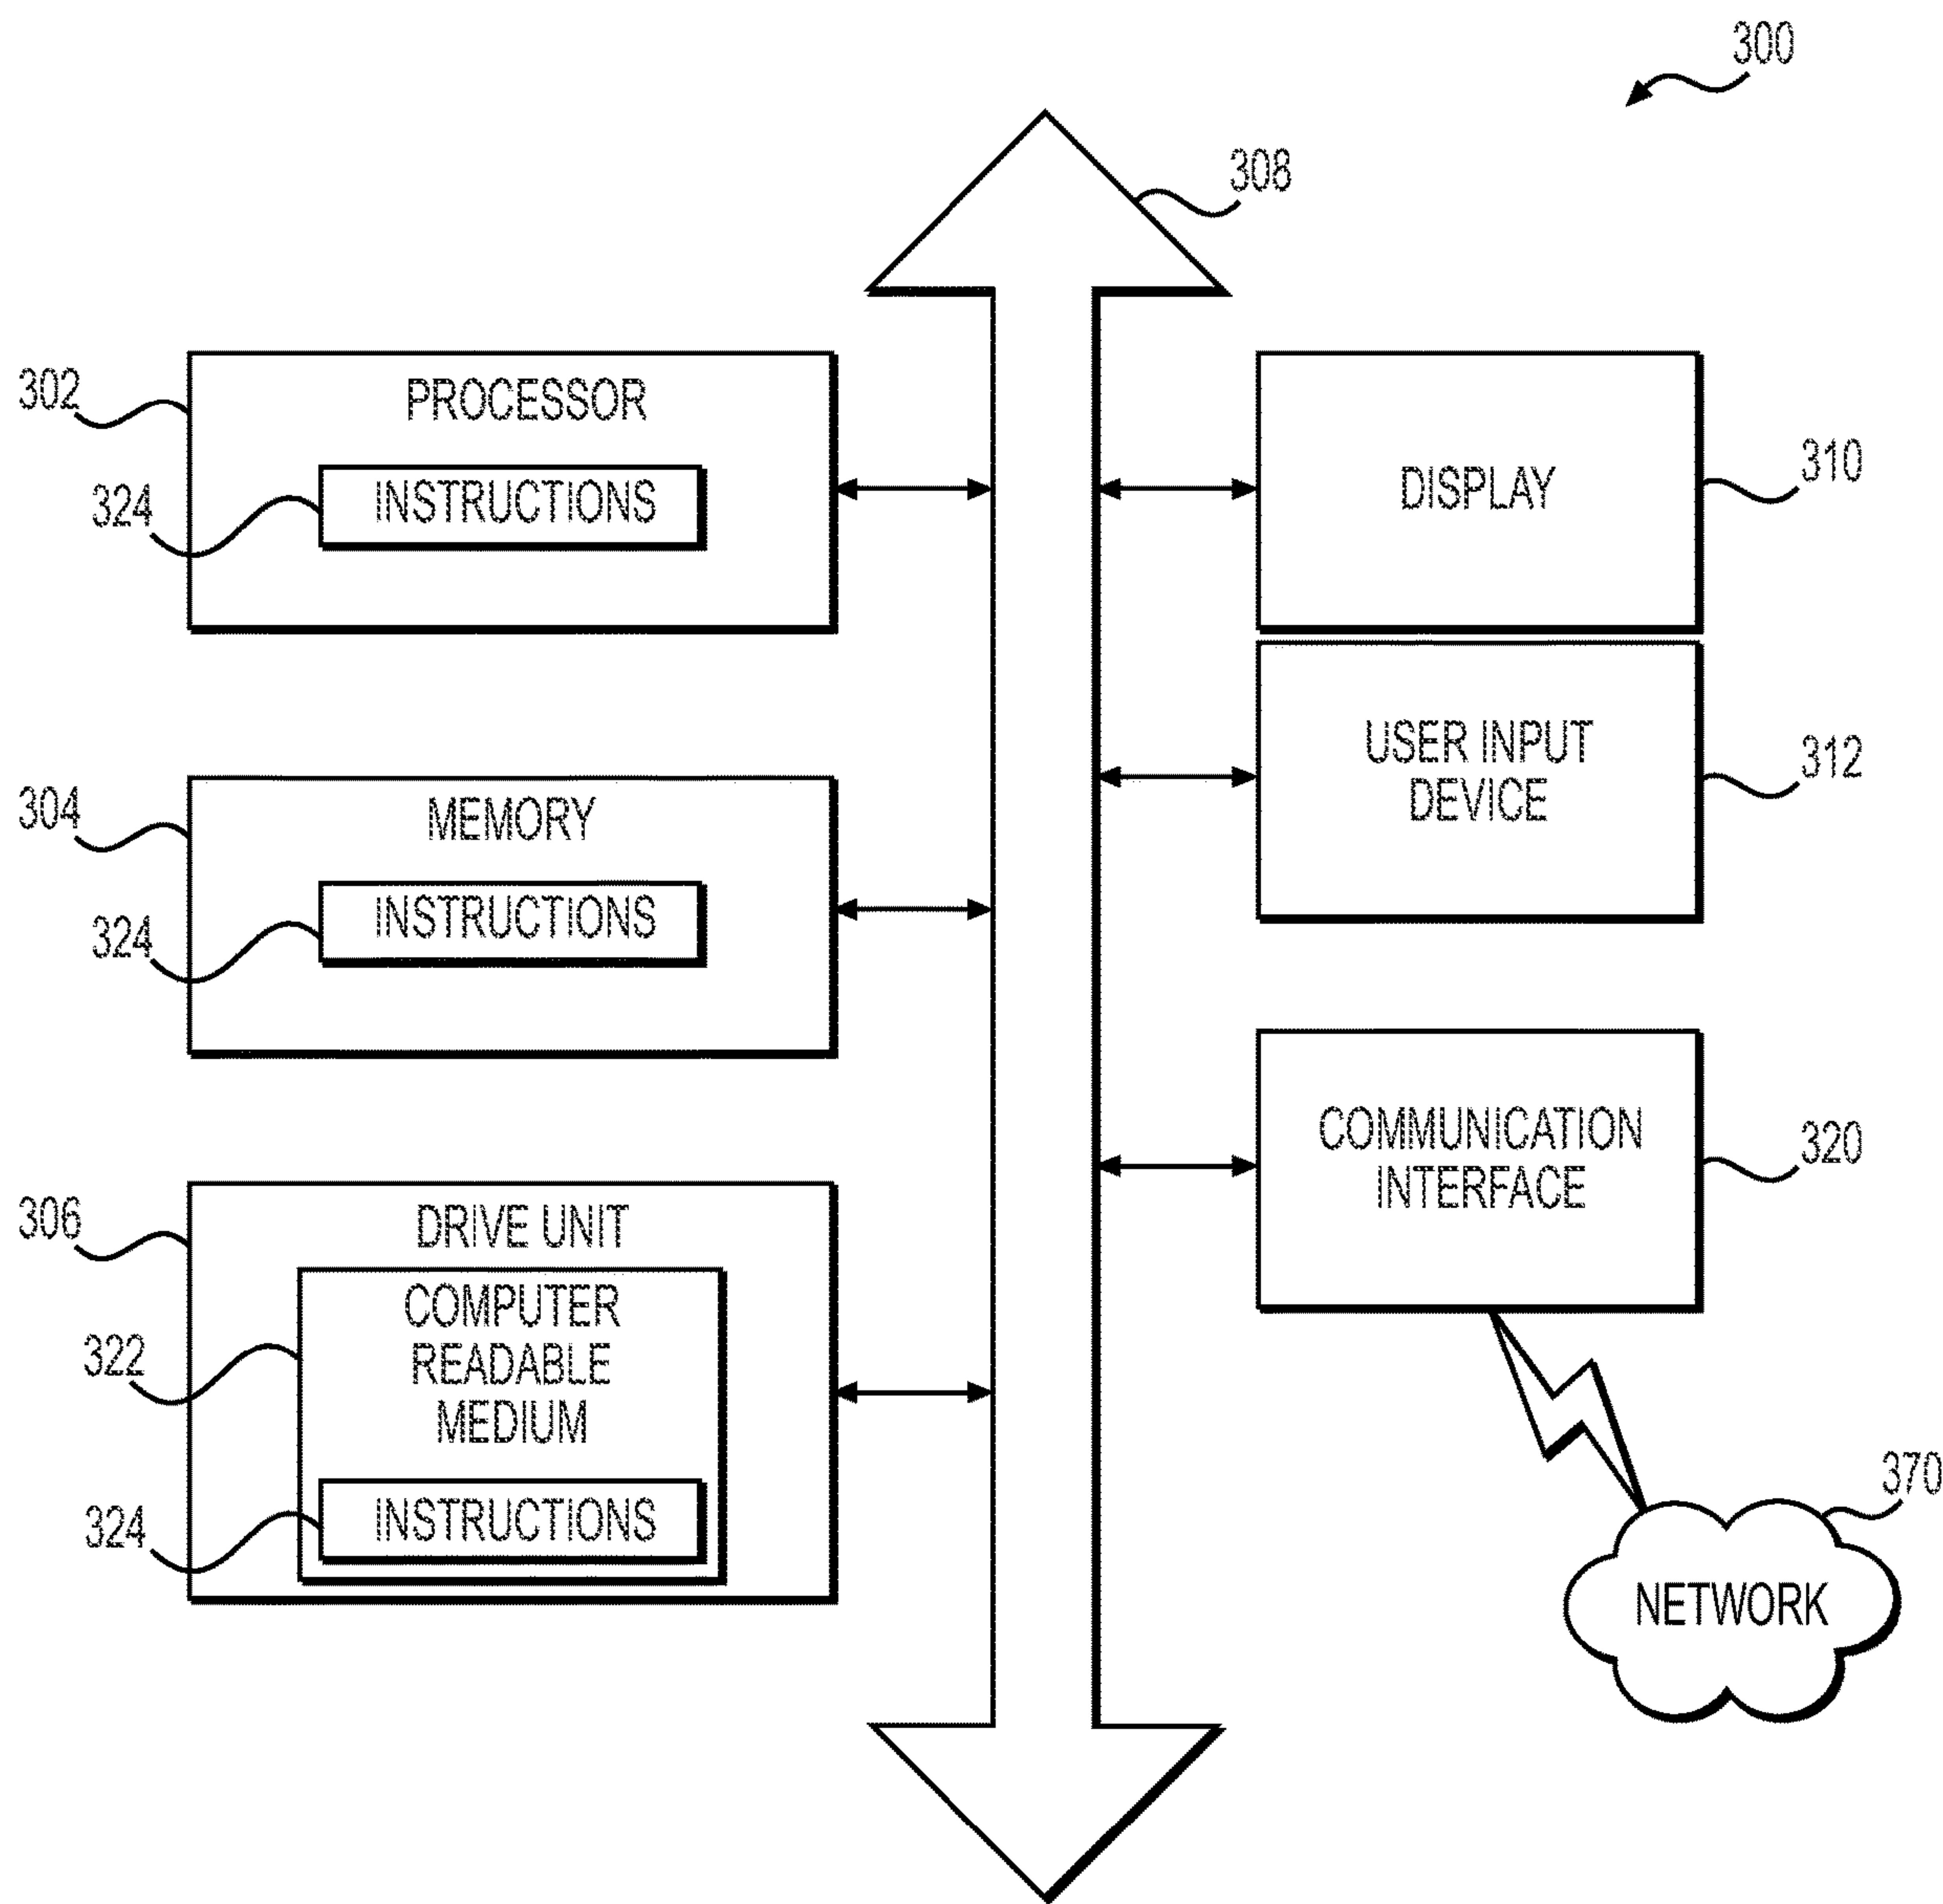 300
308
302
PROCESSOR
324
INSTRUCTIONS
DISPLAY
310
USER INPUT
DEVICE
312
304
MEMORY
324
INSTRUCTIONS
COMMUNICATION
INTERFACE
320
306
DRIVE UNIT
322
COMPUTER
READABLE
MEDIUM
324
INSTRUCTIONS
370
NETWORK